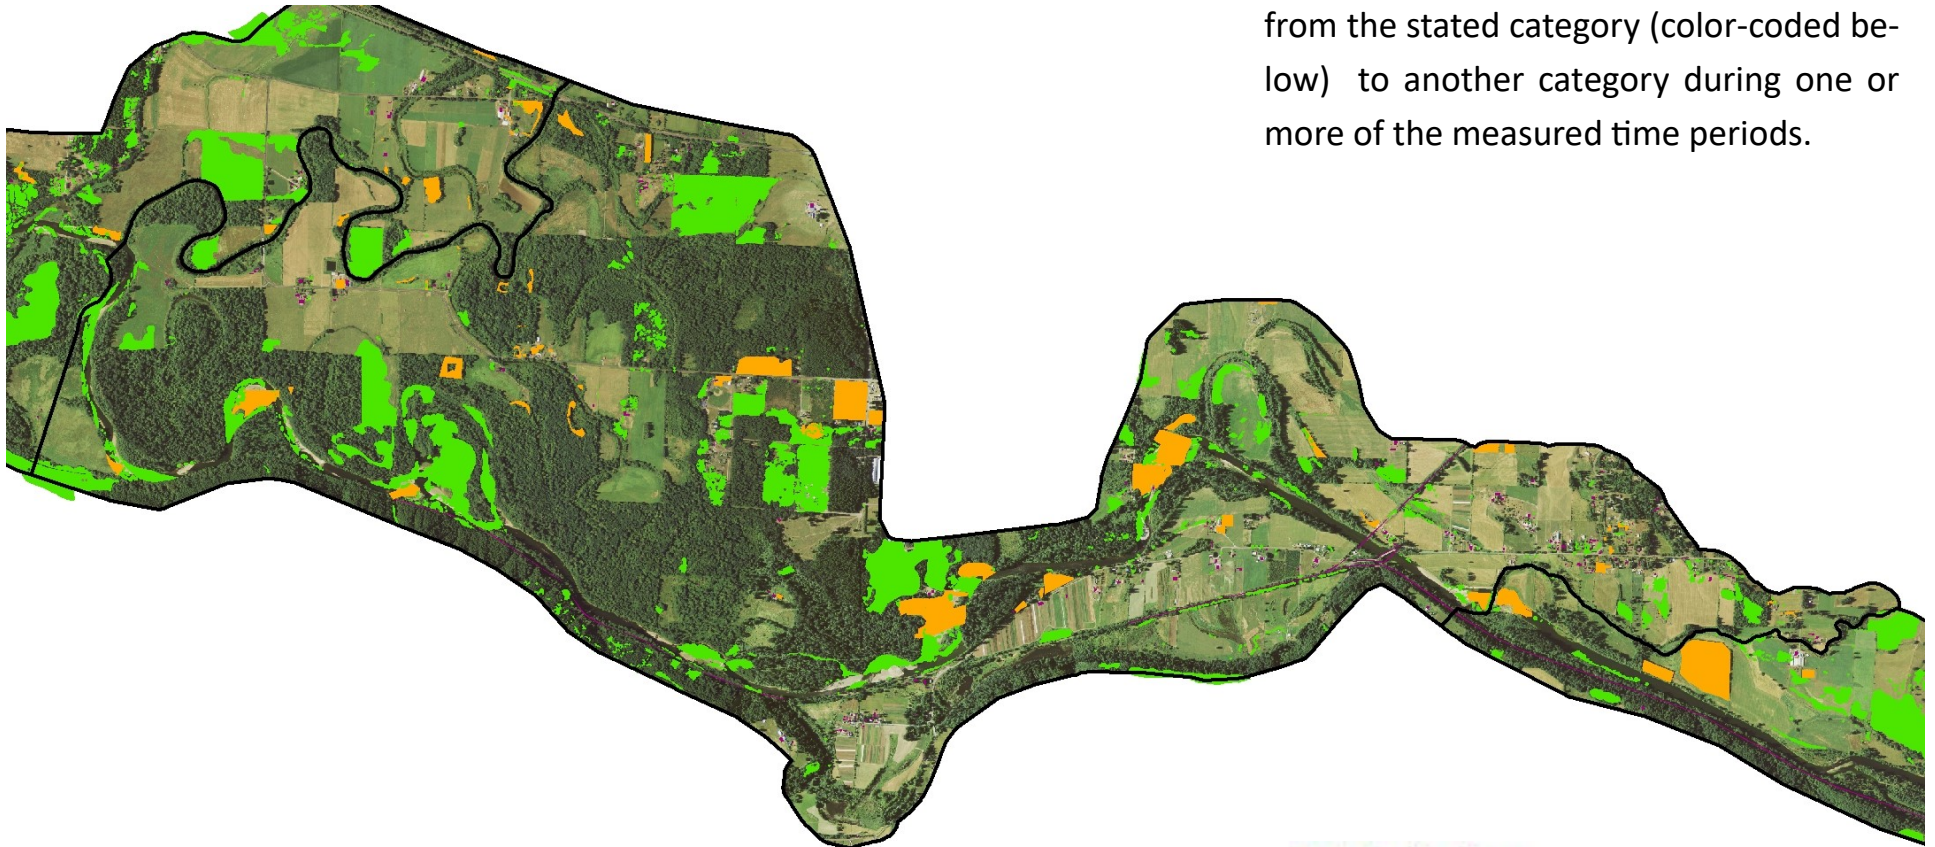 from the stated category (color-coded be-
low) to another category during one or
more of the measured time periods.